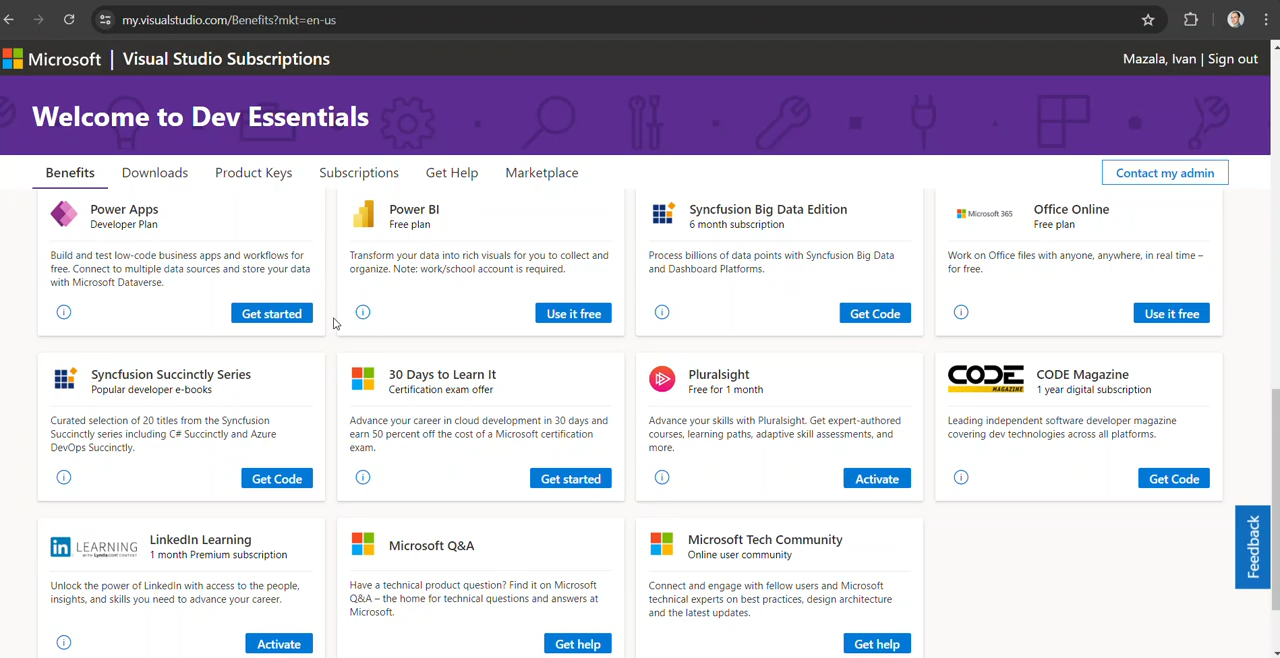 my.visualstudio.com/Benefits?mkt=en-us
Microsoft | Visual Studio Subscriptions
Mazala, Ivan | Sign out
Welcome to Dev Essentials
Benefits
Downloads
Product Keys
Subscriptions
Get Help
Marketplace
Contact my admin
Power Apps
Developer Plan
Build and test low-code business apps and workflows for
free. Connect to multiple data sources and store your data
with Microsoft Dataverse.
Get started
Power BI
Free plan
Transform your data into rich visuals for you to collect and
organize. Note: work/school account is required.
Use it free
Syncfusion Big Data Edition
6 month subscription
Process billions of data points with Syncfusion Big Data
and Dashboard Platforms.
Get Code
Microsoft 365
Office Online
Free plan
Work on Office files with anyone, anywhere, in real time –
for free.
Use it free
Syncfusion Succinctly Series
Popular developer e-books
Curated selection of 20 titles from the Syncfusion
Succinctly series including C# Succinctly and Azure
DevOps Succinctly.
Get Code
30 Days to Learn It
Certification exam offer
Advance your career in cloud development in 30 days and
earn 50 percent off the cost of a Microsoft certification
exam.
Get started
Pluralsight
Free for 1 month
Advance your skills with Pluralsight. Get expert-authored
courses, learning paths, adaptive skill assessments, and
more.
Activate
CODE
MAGAZINE
CODE Magazine
1 year digital subscription
Leading independent software developer magazine
covering dev technologies across all platforms.
Get Code
in LEARNING
WITH Lynda.com CONTENT
LinkedIn Learning
1 month Premium subscription
Unlock the power of LinkedIn with access to the people,
insights, and skills you need to advance your career.
Activate
Microsoft Q&A
Have a technical product question? Find it on Microsoft
Q&A – the home for technical questions and answers at
Microsoft.
Get help
Microsoft Tech Community
Online user community
Connect and engage with fellow users and Microsoft
technical experts on best practices, design architecture
and the latest updates.
Get help
Feedback